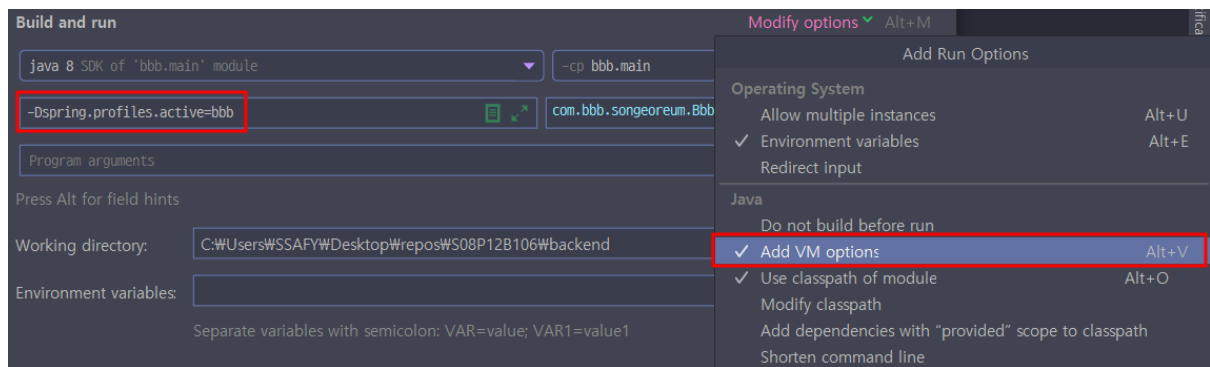 Build and run
Modify options Alt+M
java 8 SDK of 'bbb.main' module
-cp bbb.main
-Dspring.profiles.active=bbb
com.bbb.songeoreum.Bbb
Program arguments
Press Alt for field hints
Working directory: C:₩Users₩SSAFY₩Desktop₩repos₩S08P12B106₩backend
Environment variables:
Separate variables with semicolon: VAR=value; VAR1=value1
Add Run Options
Operating System
Allow multiple instances Alt+U
✓ Environment variables Alt+E
Redirect input
Java
Do not build before run
✓ Add VM options Alt+V
✓ Use classpath of module Alt+O
Modify classpath
Add dependencies with “provided” scope to classpath
Shorten command line